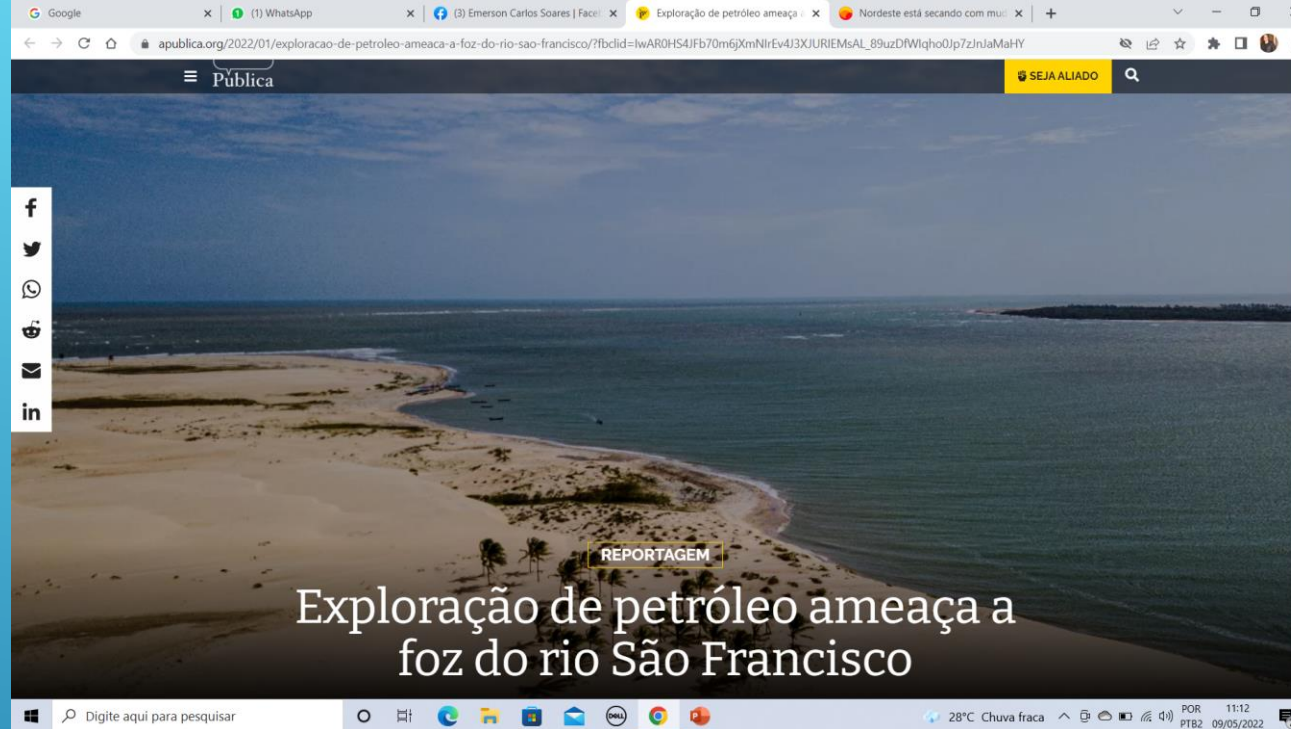 Google
(1) WhatsApp
(3) Emerson Carlos Soares | Face
Exploração de petróleo ameaça
Nordeste está secando com mu
apublica.org/2022/01/exploracao-de-petroleo-ameaca-a-foz-do-rio-sao-francisco/?fbclid=IwAR0HS4JFb70m6jXmNIrEv4J3XJURIEMsAL_89uzDfWIqho0Jp7zJnJaMaHY
Pública
SEJA ALIADO
REPORTAGEM
Exploração de petróleo ameaça a
foz do rio São Francisco
Digite aqui para pesquisar
DELL
28°C Chuva fraca
POR
PTB2
11:12
09/05/2022